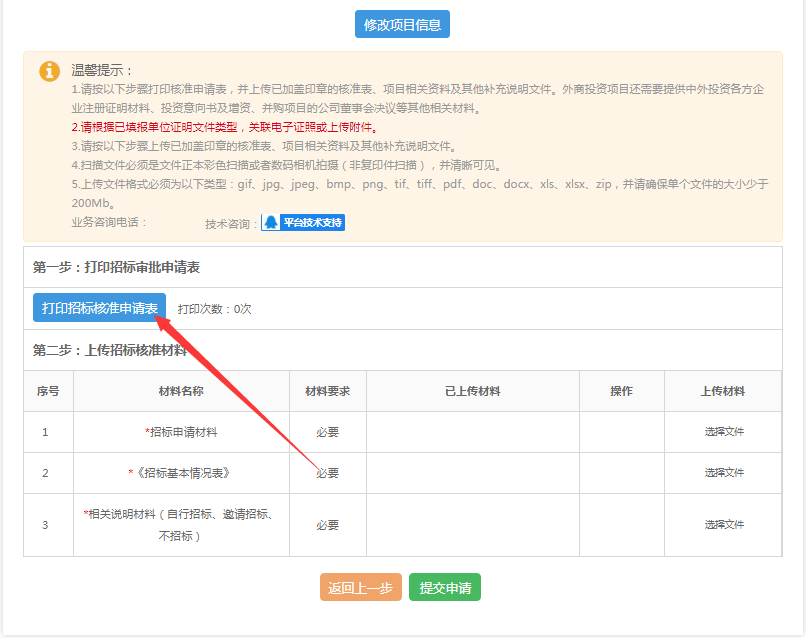 修改项目信息
温馨提示：
1.请按以下步骤打印核准申请表，并上传已加盖印章的核准表、项目相关资料及其他补充说明文件。外商投资项目还需要提供中外投资各方企
业注册证明材料、投资意向书及增资、并购项目的公司董事会决议等其他相关材料。
2.请根据已填报单位证明文件类型，关联电子证照或上传附件。
3.请按以下步骤上传已加盖印章的核准表、项目相关资料及其他补充说明文件。
4.扫描文件必须是文件正本彩色扫描或者数码相机拍摄（非复印件扫描），并清晰可见。
5.上传文件格式必须为以下类型：gif、jpg、jpeg、bmp、png、tif、tiff、pdf、doc、docx、xls、xlsx、zip，并请确保单个文件的大小少于
200Mb。
业务咨询电话： 技术咨询： 平台技术支持
第一步：打印招标审批申请表
打印招标核准申请表 打印次数：0次
第二步：上传招标核准材料
序号 材料名称 材料要求 已上传材料 操作 上传材料
1 *招标申请材料 必要 选择文件
2 *《招标基本情况表》 必要 选择文件
3 *相关说明材料（自行招标、邀请招标、 必要 选择文件
不招标）
返回上一步 提交申请